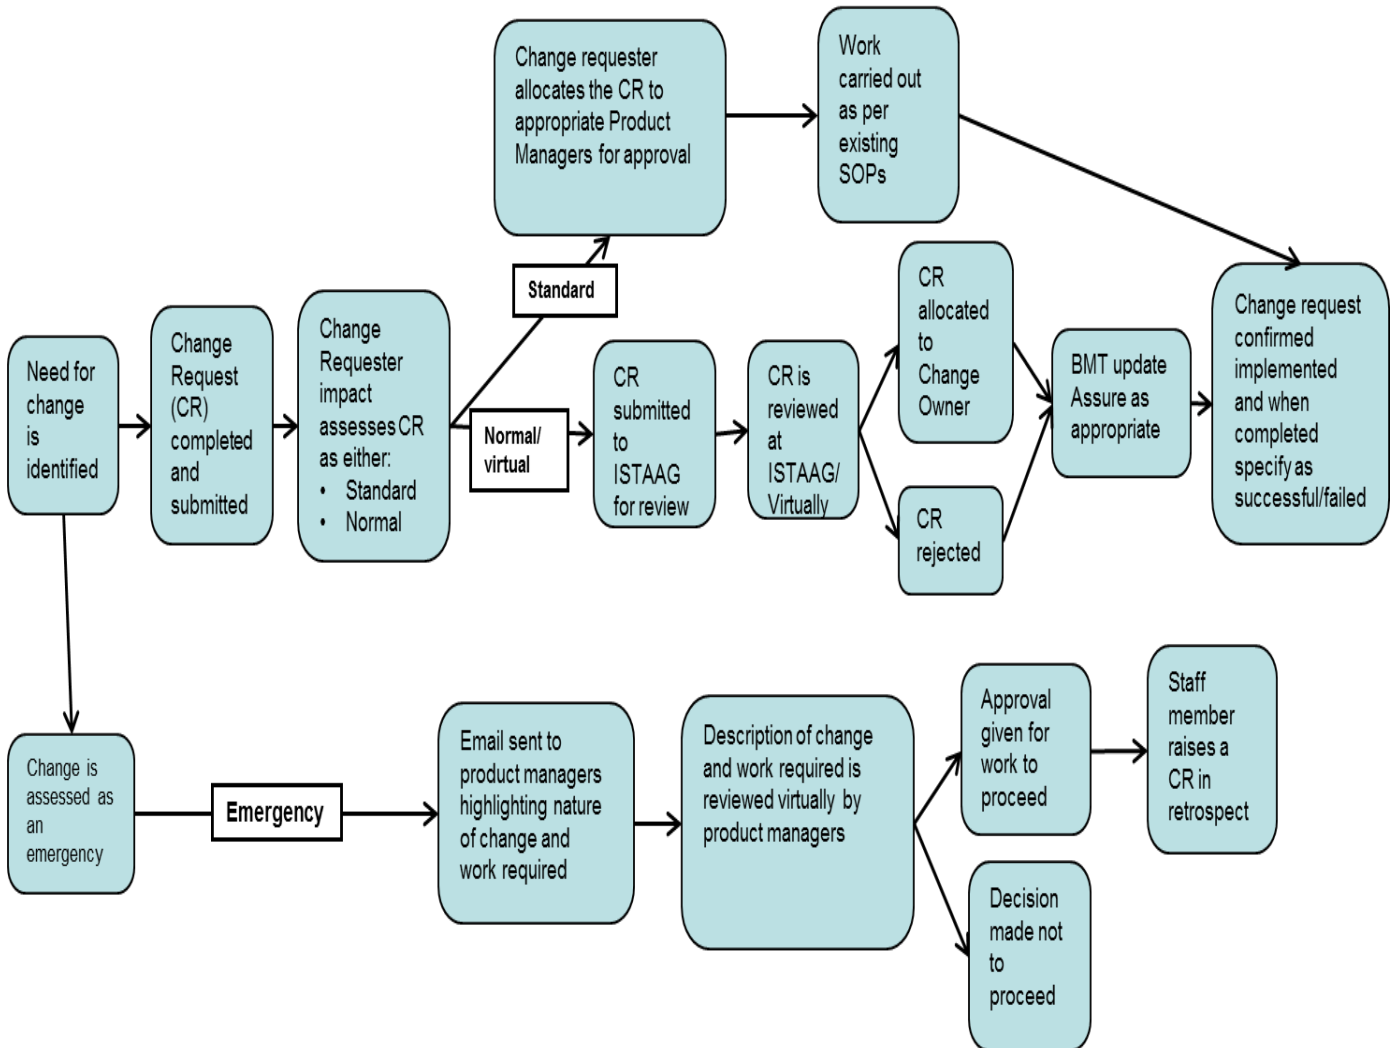 Change requester
allocates the CR to
appropriate Product
Managers for approval
Work
carried out
as per
existing
SOPs
Standard
Need for
change
is
identified
Change
Request
(CR)
completed
and
submitted
Change
Requester
impact
assesses CR
as either:
• Standard
• Normal
Normal/
virtual
CR
submitted
to
ISTAAG
for review
CR is
reviewed
at
ISTAAG/
Virtually
CR
allocated
to
Change
Owner
CR
rejected
BMT update
Assure as
appropriate
Change request
confirmed
implemented
and when
completed
specify as
successful/failed
Change is
assessed as
an
emergency
Emergency
Email sent to
product managers
highlighting nature
of change and
work required
Description of change
and work required is
reviewed virtually by
product managers
Approval
given for
work to
proceed
Staff
member
raises a
CR in
retrospect
Decision
made not
to
proceed